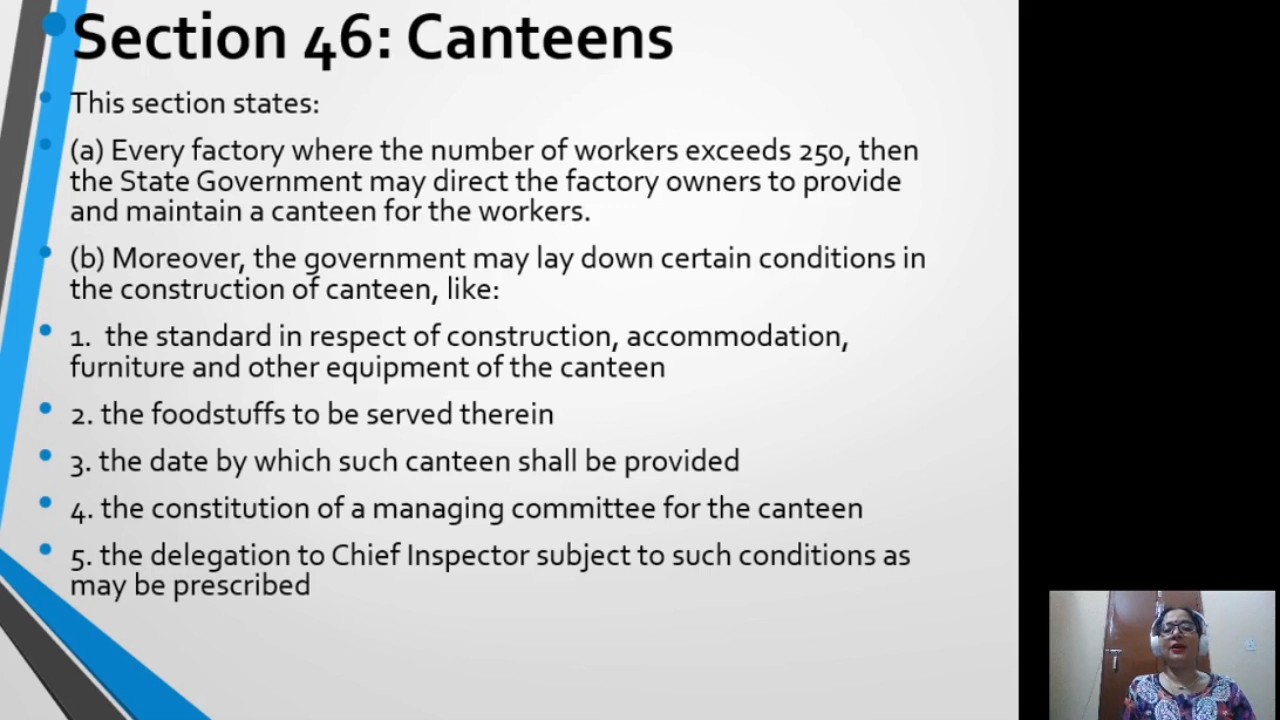 Section 46: Canteens
This section states:
(a) Every factory where the number of workers exceeds 250, then
the State Government may direct the factory owners to provide
and maintain a canteen for the workers.
(b) Moreover, the government may lay down certain conditions in
the construction of canteen, like:
1. the standard in respect of construction, accommodation,
furniture and other equipment of the canteen
2. the foodstuffs to be served therein
3. the date by which such canteen shall be provided
4. the constitution of a managing committee for the canteen
5. the delegation to Chief Inspector subject to such conditions as
may be prescribed